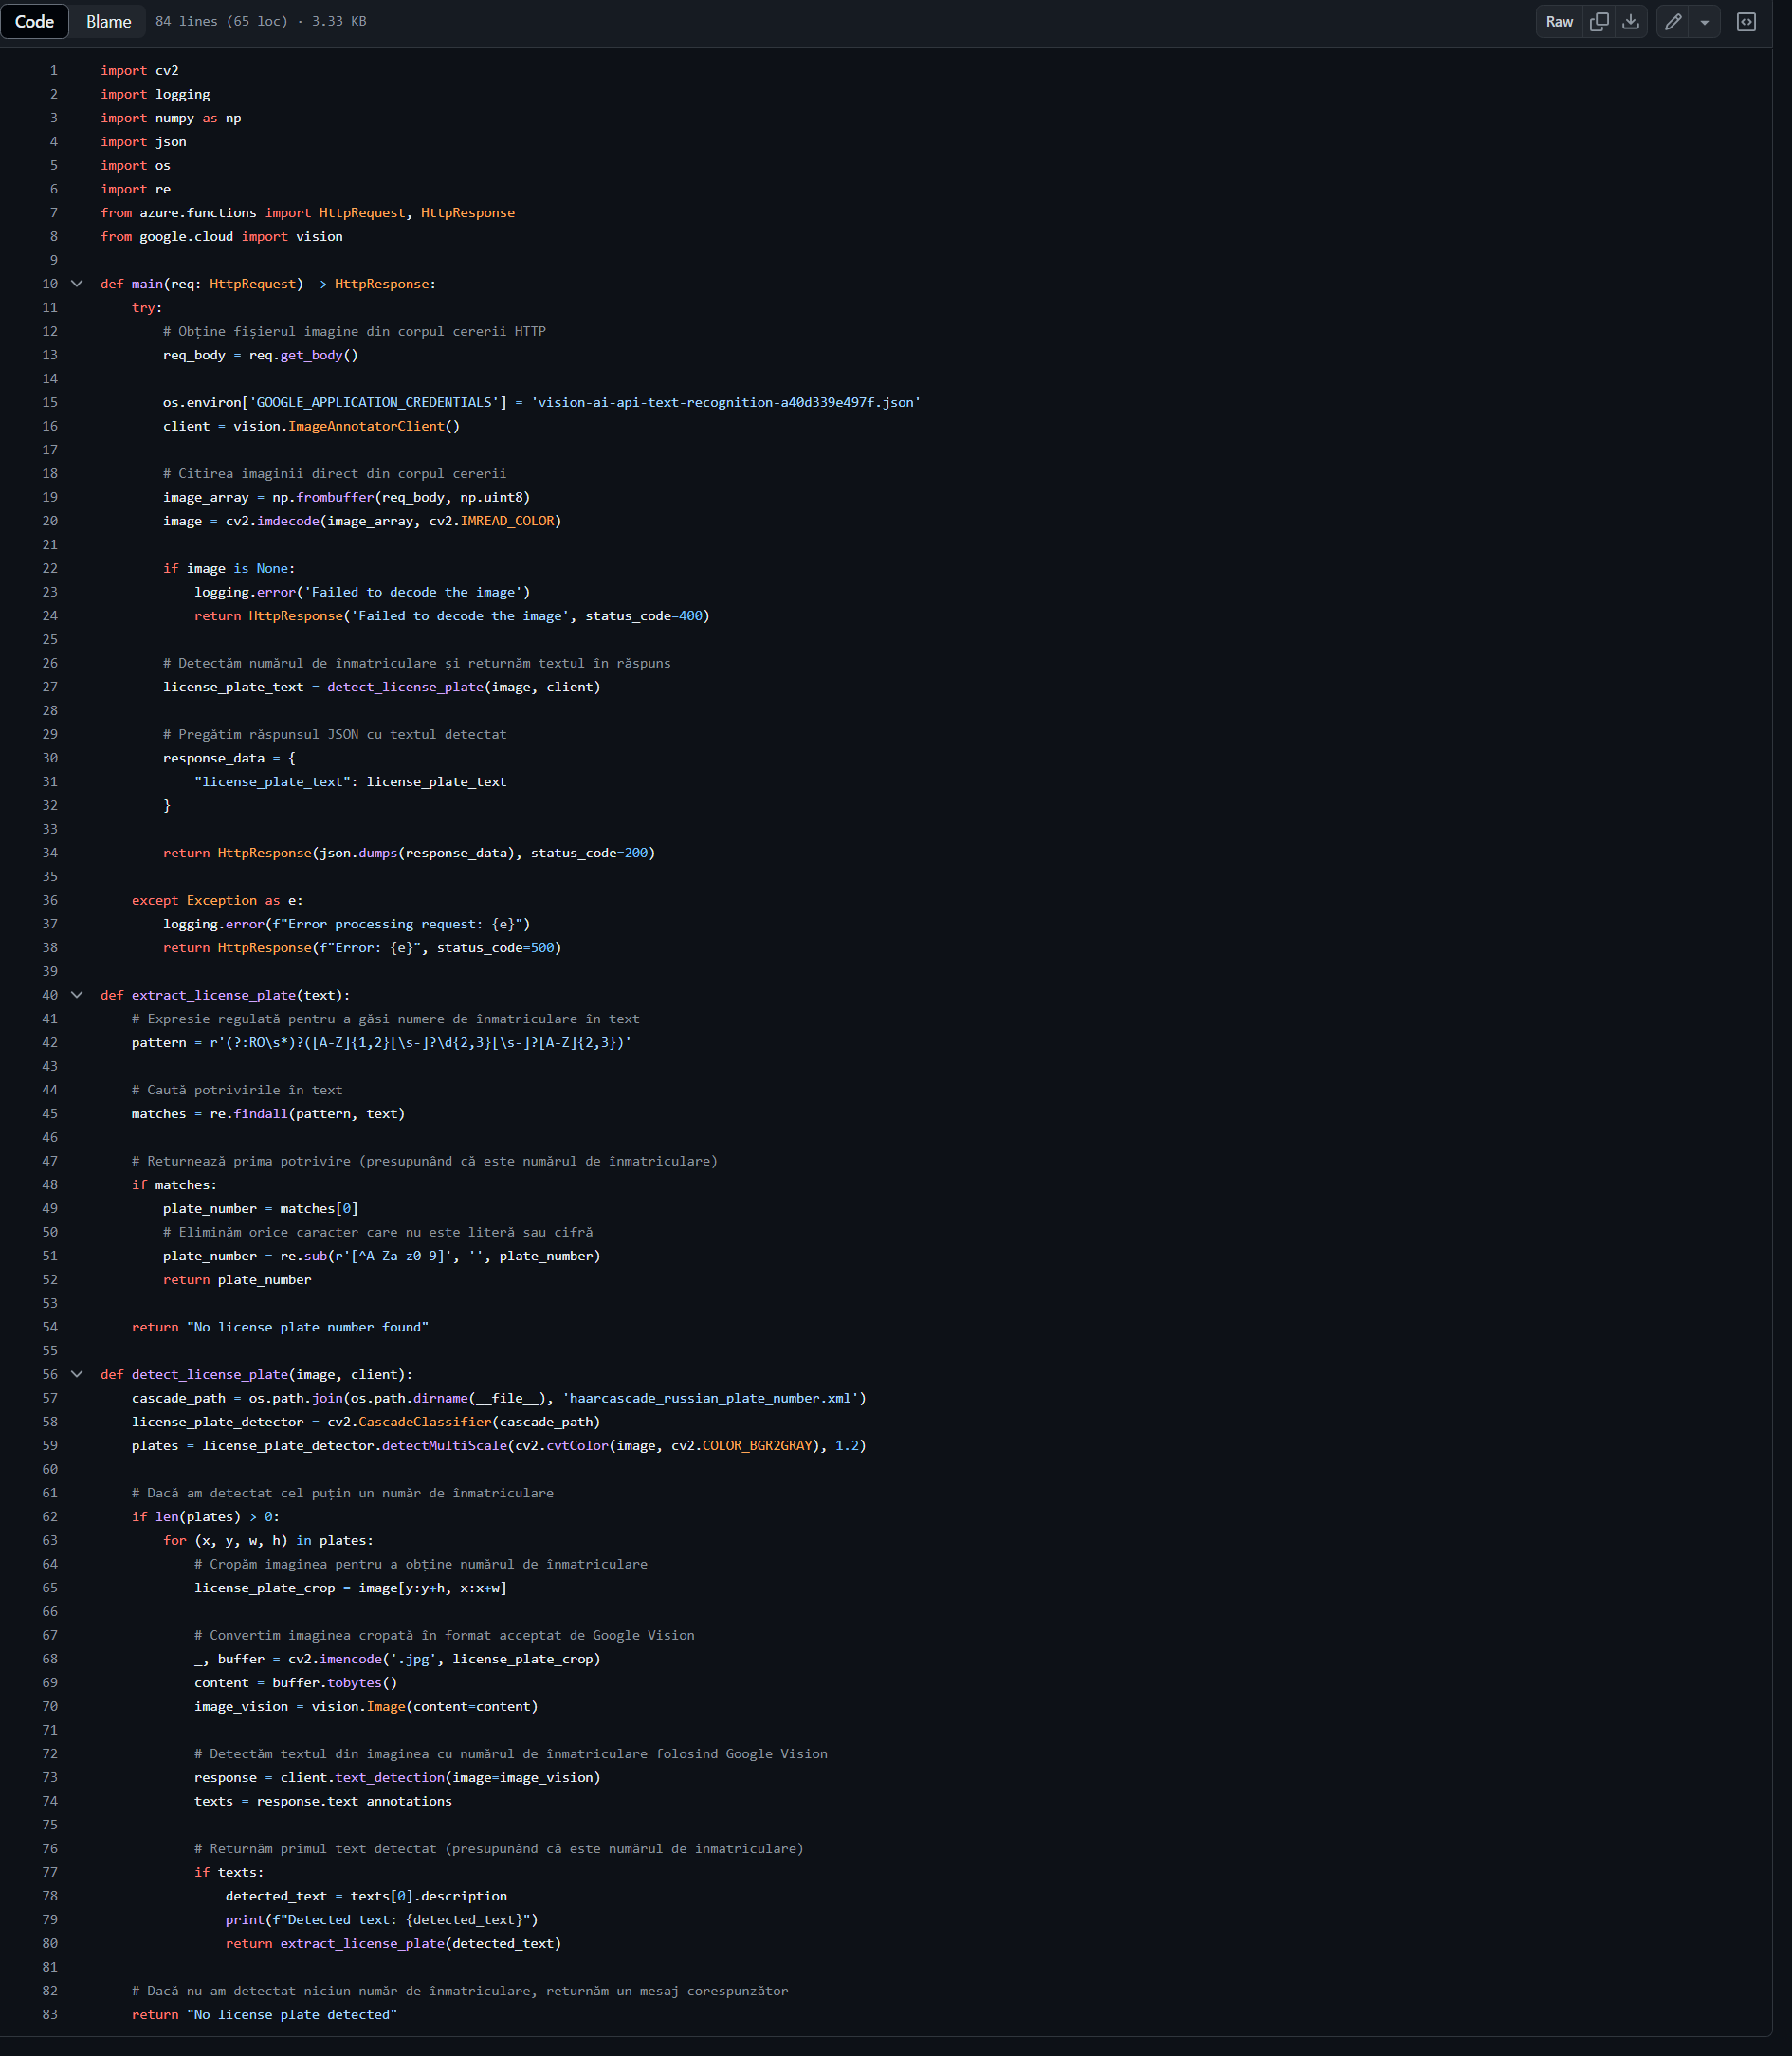 Code Blame 84 lines (65 loc) · 3.33 KB Raw
1 import cv2
2 import logging
3 import numpy as np
4 import json
5 import os
6 import re
7 from azure.functions import HttpRequest, HttpResponse
8 from google.cloud import vision
9
10 def main(req: HttpRequest) -> HttpResponse:
11     try:
12         # Obține fișierul imagine din corpul cererii HTTP
13         req_body = req.get_body()
14
15         os.environ['GOOGLE_APPLICATION_CREDENTIALS'] = 'vision-ai-api-text-recognition-a40d339e497f.json'
16         client = vision.ImageAnnotatorClient()
17
18         # Citirea imaginii direct din corpul cererii
19         image_array = np.frombuffer(req_body, np.uint8)
20         image = cv2.imdecode(image_array, cv2.IMREAD_COLOR)
21
22         if image is None:
23             logging.error('Failed to decode the image')
24             return HttpResponse('Failed to decode the image', status_code=400)
25
26         # Detectăm numărul de înmatriculare și returnăm textul în răspuns
27         license_plate_text = detect_license_plate(image, client)
28
29         # Pregătim răspunsul JSON cu textul detectat
30         response_data = {
31             "license_plate_text": license_plate_text
32         }
33
34         return HttpResponse(json.dumps(response_data), status_code=200)
35
36     except Exception as e:
37         logging.error(f"Error processing request: {e}")
38         return HttpResponse(f"Error: {e}", status_code=500)
39
40 def extract_license_plate(text):
41     # Expresie regulată pentru a găsi numere de înmatriculare în text
42     pattern = r'(?:RO\s*)?([A-Z]{1,2}[\s-]?\d{2,3}[\s-]?[A-Z]{2,3})'
43
44     # Caută potrivirile în text
45     matches = re.findall(pattern, text)
46
47     # Returnează prima potrivire (presupunând că este numărul de înmatriculare)
48     if matches:
49         plate_number = matches[0]
50         # Eliminăm orice caracter care nu este literă sau cifră
51         plate_number = re.sub(r'[^A-Za-z0-9]', '', plate_number)
52         return plate_number
53
54     return "No license plate number found"
55
56 def detect_license_plate(image, client):
57     cascade_path = os.path.join(os.path.dirname(__file__), 'haarcascade_russian_plate_number.xml')
58     license_plate_detector = cv2.CascadeClassifier(cascade_path)
59     plates = license_plate_detector.detectMultiScale(cv2.cvtColor(image, cv2.COLOR_BGR2GRAY), 1.2)
60
61     # Dacă am detectat cel puțin un număr de înmatriculare
62     if len(plates) > 0:
63         for (x, y, w, h) in plates:
64             # Cropăm imaginea pentru a obține numărul de înmatriculare
65             license_plate_crop = image[y:y+h, x:x+w]
66
67             # Convertim imaginea cropată în format acceptat de Google Vision
68             _, buffer = cv2.imencode('.jpg', license_plate_crop)
69             content = buffer.tobytes()
70             image_vision = vision.Image(content=content)
71
72             # Detectăm textul din imaginea cu numărul de înmatriculare folosind Google Vision
73             response = client.text_detection(image=image_vision)
74             texts = response.text_annotations
75
76             # Returnăm primul text detectat (presupunând că este numărul de înmatriculare)
77             if texts:
78                 detected_text = texts[0].description
79                 print(f"Detected text: {detected_text}")
80                 return extract_license_plate(detected_text)
81
82     # Dacă nu am detectat niciun număr de înmatriculare, returnăm un mesaj corespunzător
83     return "No license plate detected"